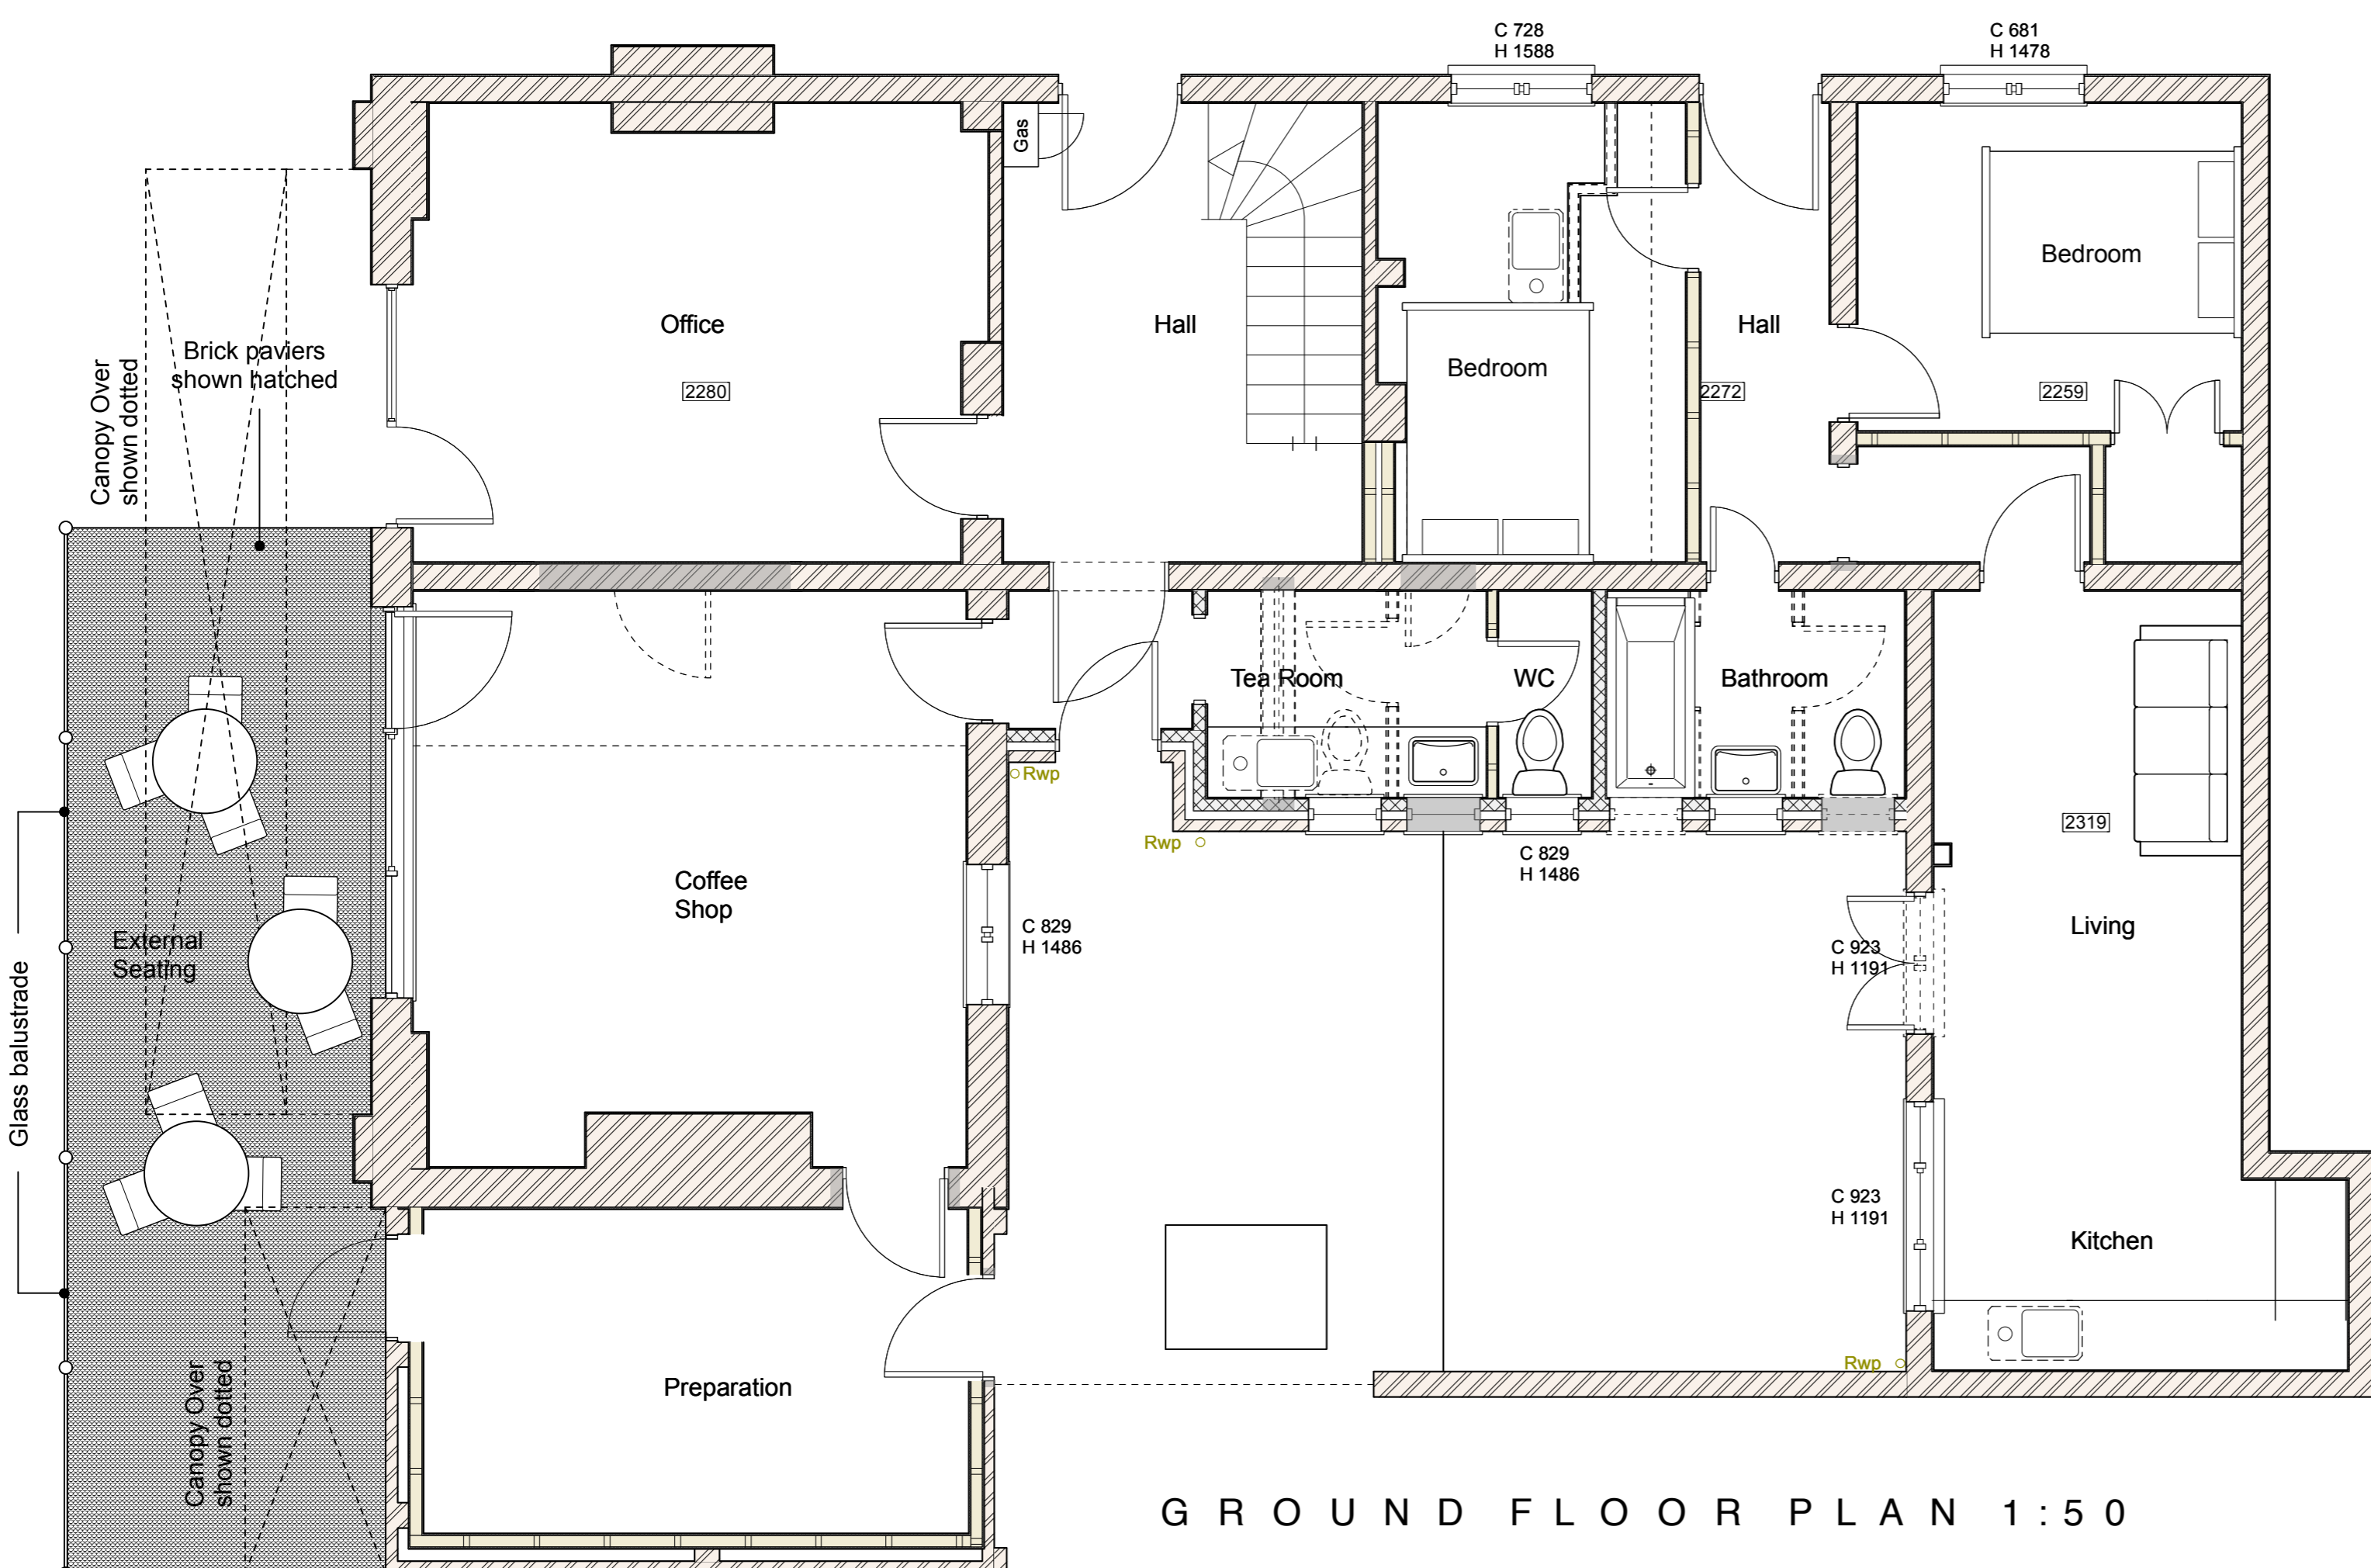 C 728
H 1588
C 681
H 1478
Gas
Bedroom
Office
Hall
Hall
Brick paviers
shown hatched
Bedroom
2280
2272
2259
Canopy Over
shown dotted
Tea Room
WC
Bathroom
Rwp
Rwp
2319
C 829
H 1486
Coffee
Shop
External
Seating
C 829
H 1486
C 923
H 1191
Living
Glass balustrade
C 923
H 1191
Kitchen
Rwp
Preparation
Canopy Over
shown dotted
GROUND FLOOR PLAN 1:50